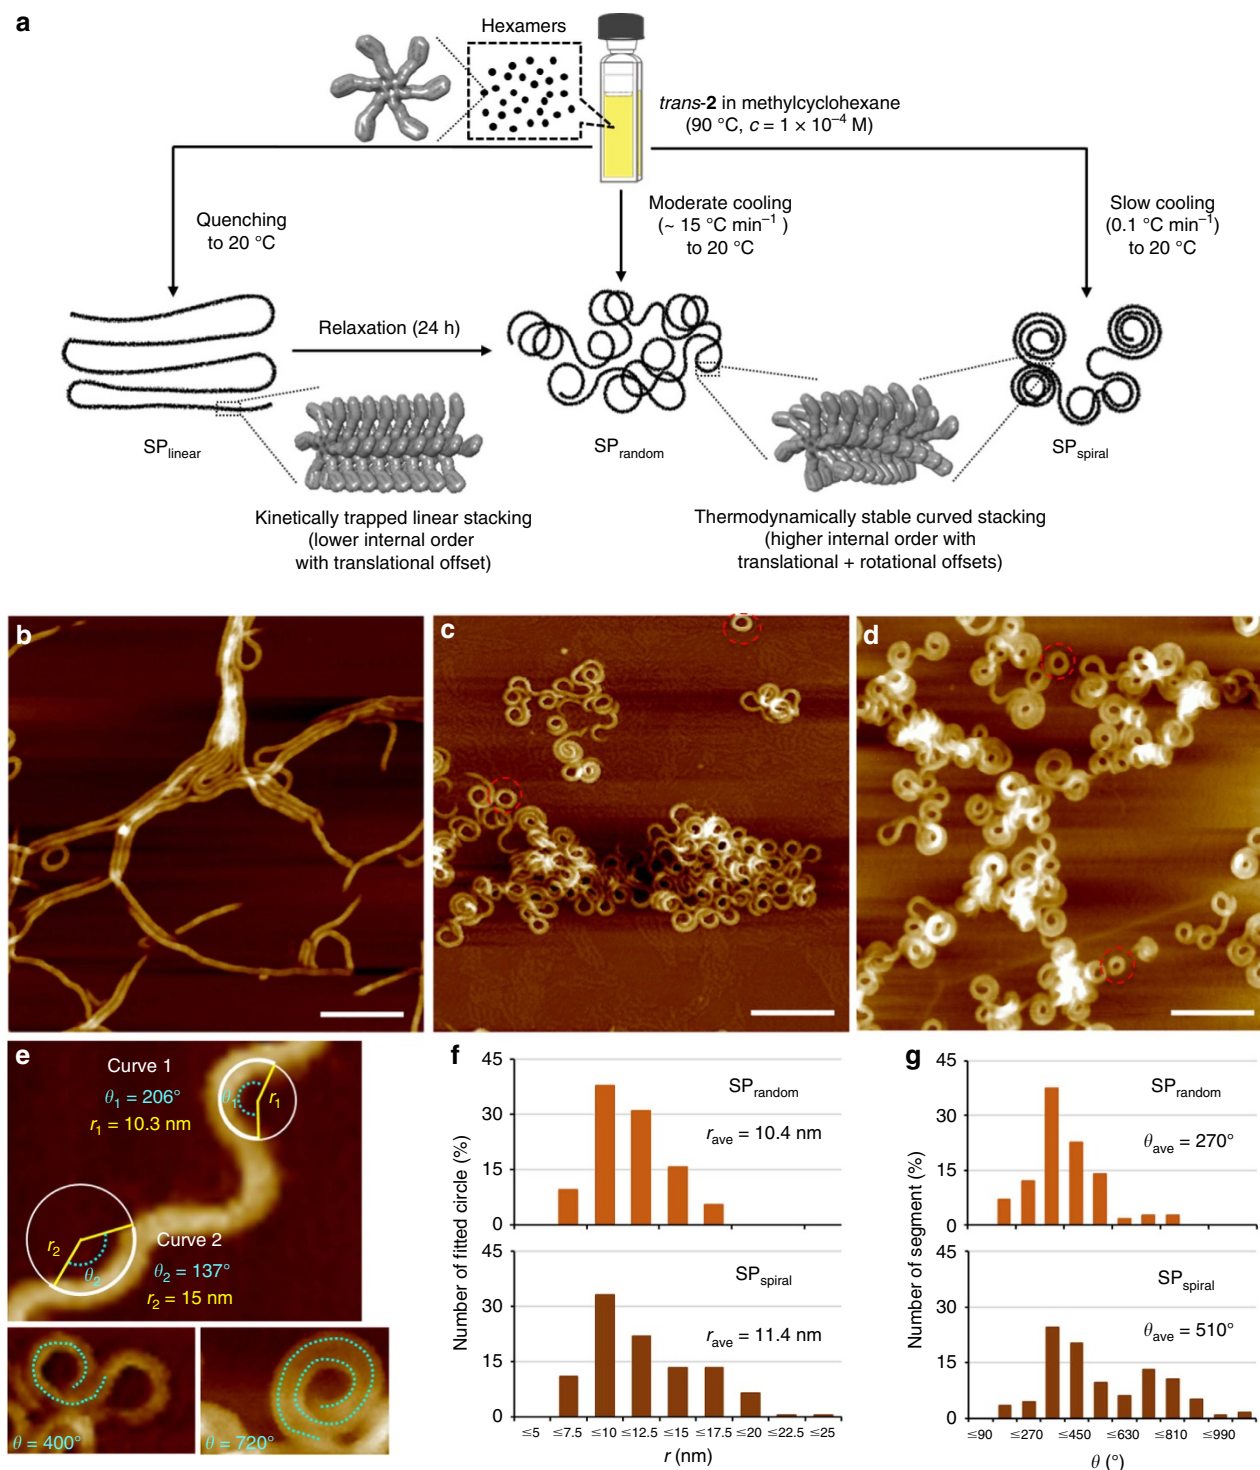 a
Hexamers
trans-2 in methylcyclohexane
(90 °C, c = 1 × 10⁻⁴ M)
Quenching
to 20 °C
Moderate cooling
(~ 15 °C min⁻¹ )
to 20 °C
Slow cooling
(0.1 °C min⁻¹)
to 20 °C
Relaxation (24 h)
SPlinear
SPrandom
SPspiral
Kinetically trapped linear stacking
(lower internal order
with translational offset)
Thermodynamically stable curved stacking
(higher internal order with
translational + rotational offsets)
b
c
d
e
Curve 1
θ1 = 206°
r1 = 10.3 nm
θ1
r1
r2
θ2
Curve 2
θ2 = 137°
r2 = 15 nm
θ = 400°
θ = 720°
f
Number of fitted circle (%)
45
30
15
0
SPrandom
rave = 10.4 nm
45
30
15
0
SPspiral
rave = 11.4 nm
≤5 ≤7.5 ≤10 ≤12.5 ≤15 ≤17.5 ≤20 ≤22.5 ≤25
r (nm)
g
Number of segment (%)
45
30
15
0
SPrandom
θave = 270°
45
30
15
0
SPspiral
θave = 510°
≤90 ≤270 ≤450 ≤630 ≤810 ≤990
θ (°)